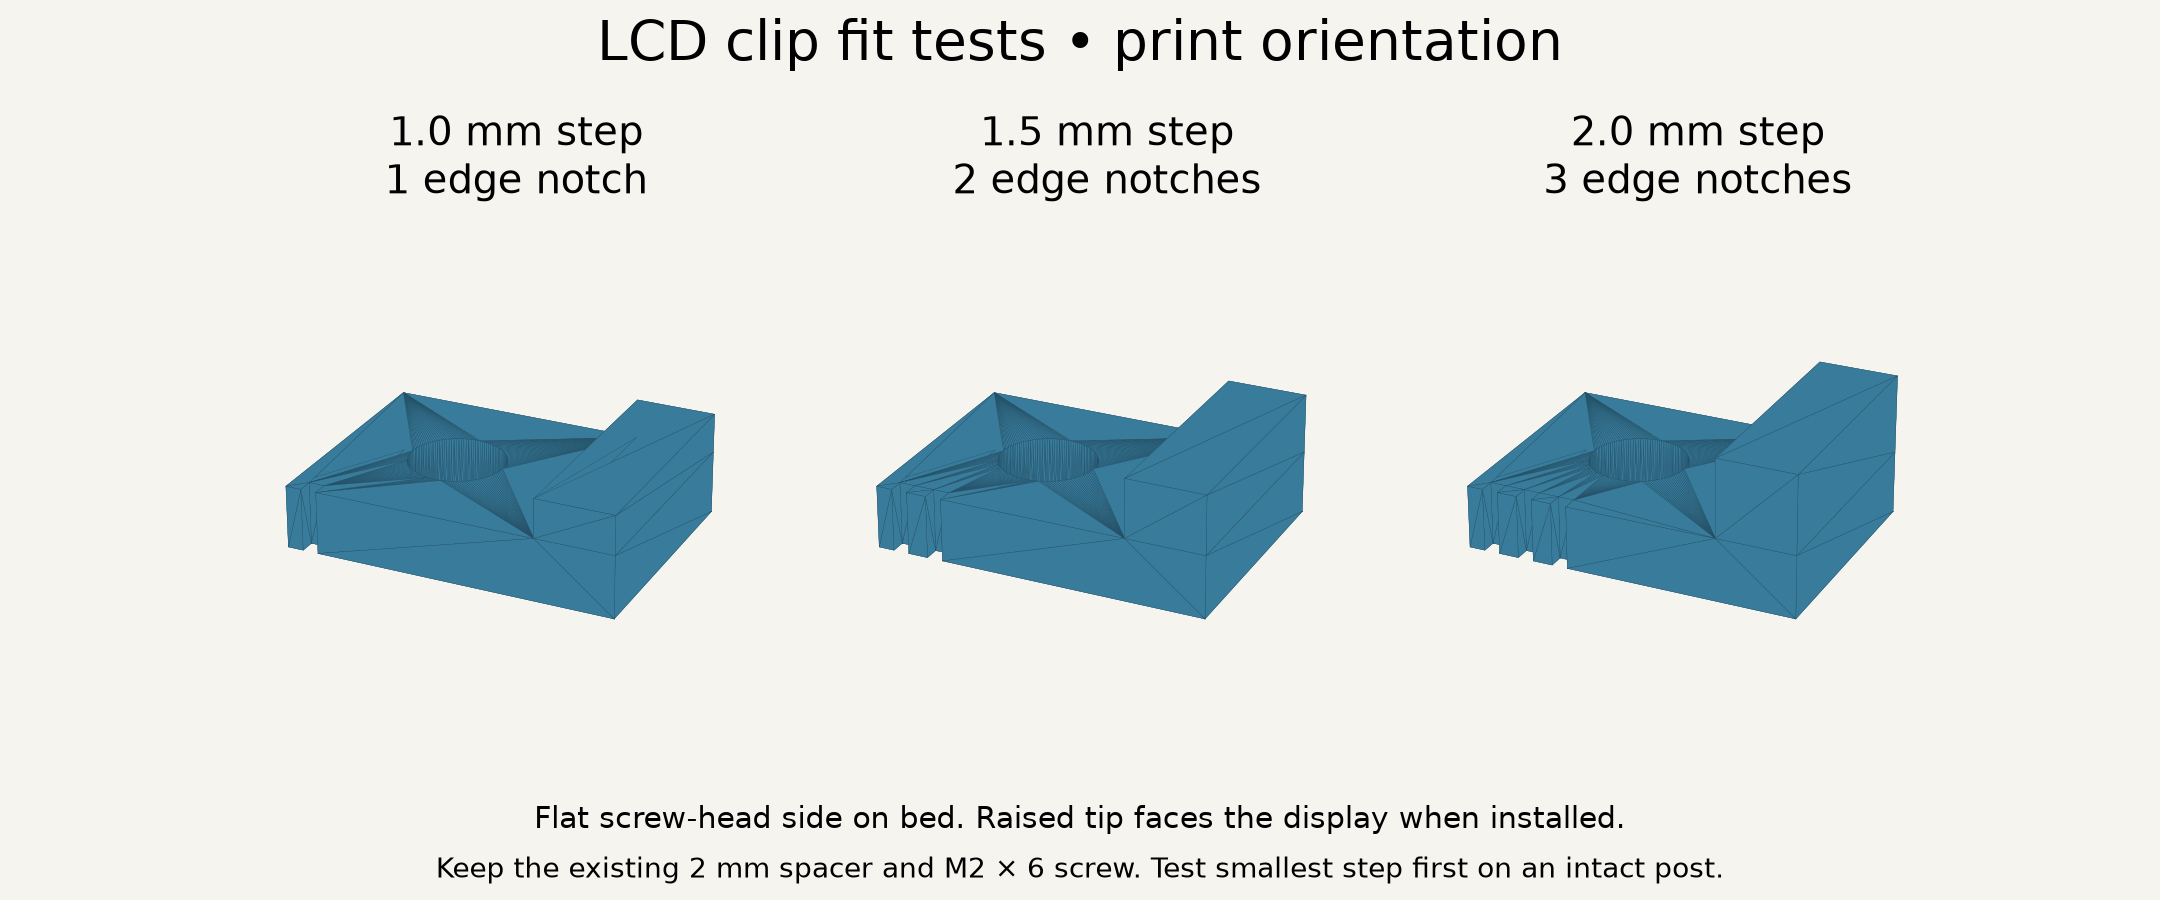 LCD clip fit tests • print orientation
1.0 mm step
1 edge notch
1.5 mm step
2 edge notches
2.0 mm step
3 edge notches
Flat screw-head side on bed. Raised tip faces the display when installed.
Keep the existing 2 mm spacer and M2 × 6 screw. Test smallest step first on an intact post.